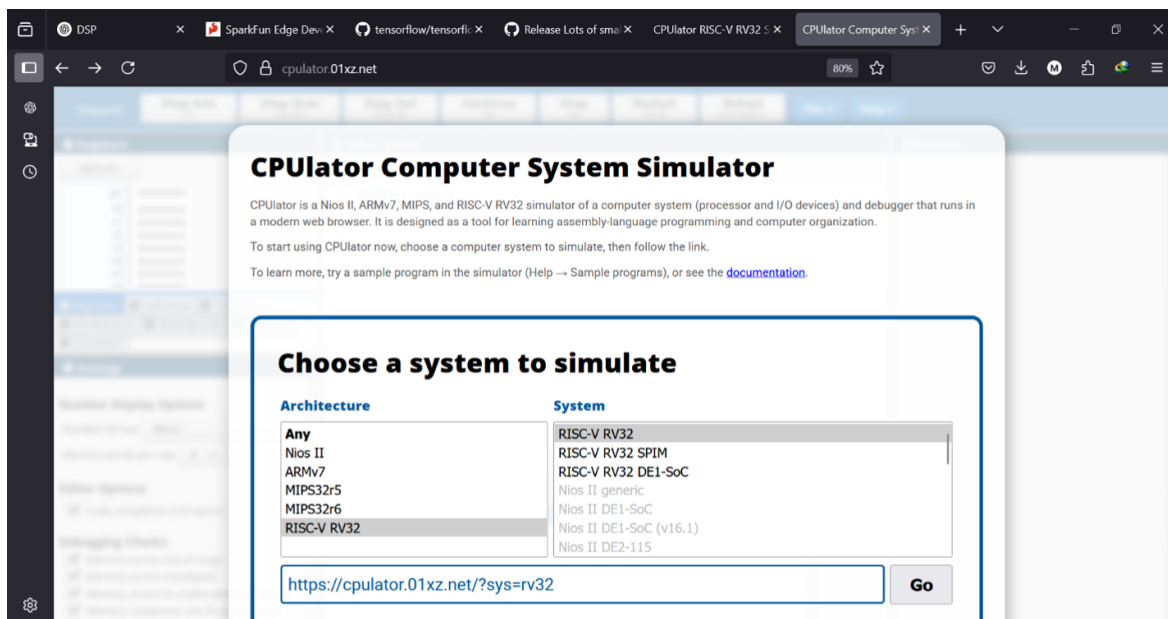 DSP
SparkFun Edge Deve
tensorflow/tensorflo
Release Lots of smal
CPUlator RISC-V RV32 S
CPUlator Computer Syst
cpulator.01xz.net
80%
M
CPUlator Computer System Simulator
CPUlator is a Nios II, ARMv7, MIPS, and RISC-V RV32 simulator of a computer system (processor and I/O devices) and debugger that runs in
a modern web browser. It is designed as a tool for learning assembly-language programming and computer organization.
To start using CPUlator now, choose a computer system to simulate, then follow the link.
To learn more, try a sample program in the simulator (Help → Sample programs), or see the documentation.
Choose a system to simulate
Architecture
Any
Nios II
ARMv7
MIPS32r5
MIPS32r6
RISC-V RV32
System
RISC-V RV32
RISC-V RV32 SPIM
RISC-V RV32 DE1-SoC
Nios II generic
Nios II DE1-SoC
Nios II DE1-SoC (v16.1)
Nios II DE2-115
https://cpulator.01xz.net/?sys=rv32
Go